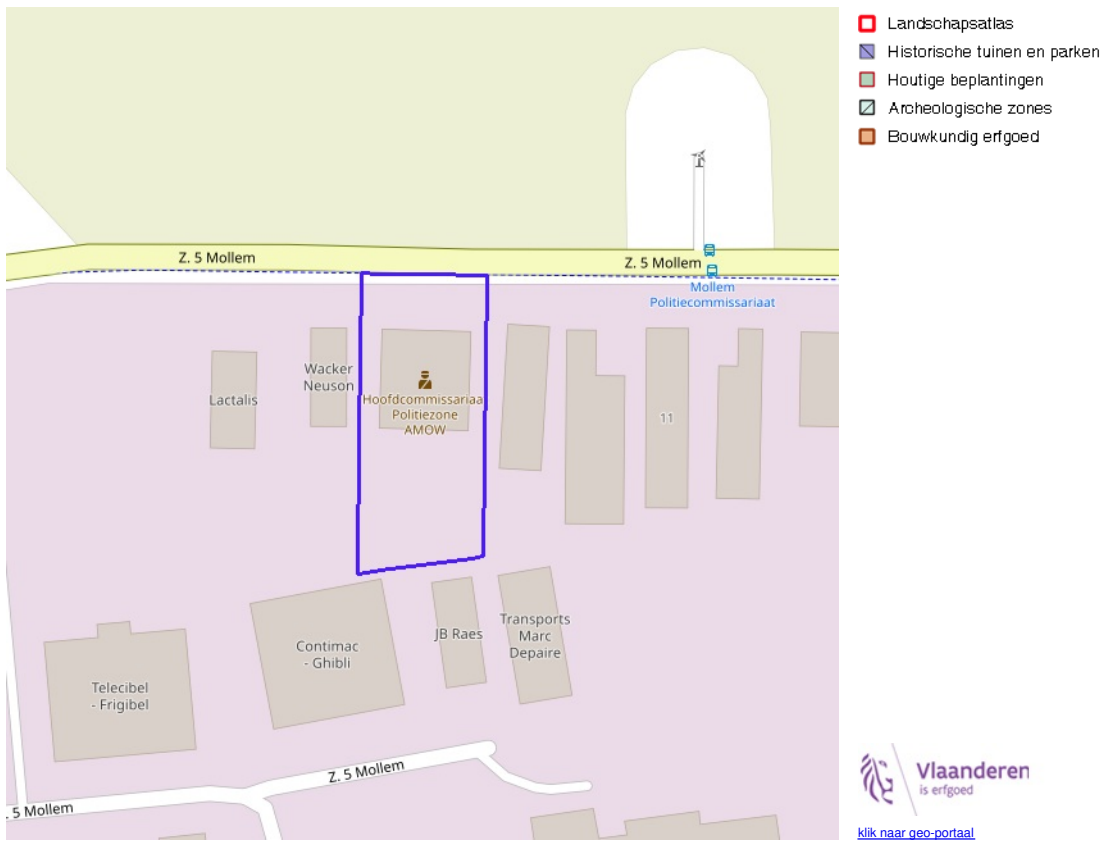 Landschapsatlas
Historische tuinen en parken
Houtige beplantingen
Archeologische zones
Bouwkundig erfgoed
Z. 5 Mollem
Z. 5 Mollem
Mollem
Politiecommissariaat
Wacker
Neuson
Lactalis
Hoofdcommissariaa
Politiezone
AMOW
11
Transports
Marc
Depaire
JB Raes
Contimac
- Ghibli
Telecibel
- Frigibel
Z. 5 Mollem
. 5 Mollem
Vlaanderen
is erfgoed
klik naar geo-portaal